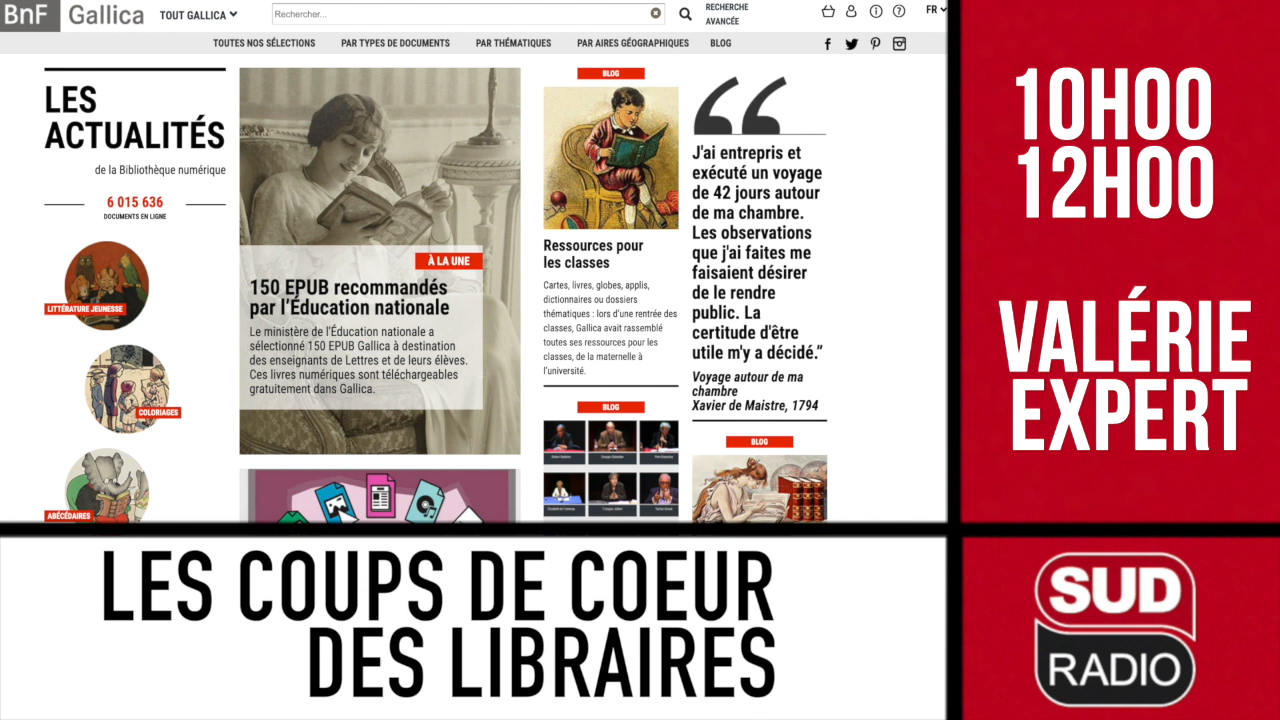 BnF Gallica TOUT GALLICA
Rechercher...
RECHERCHE
AVANCÉE
FR
TOUTES NOS SÉLECTIONS PAR TYPES DE DOCUMENTS PAR THÉMATIQUES PAR AIRES GÉOGRAPHIQUES BLOG
LES
ACTUALITÉS
de la Bibliothèque numérique
6 015 636
DOCUMENTS EN LIGNE
LITTÉRATURE JEUNESSE
COLORIAGES
ABÉCÉDAIRES
À LA UNE
150 EPUB recommandés
par l'Éducation nationale
Le ministère de l'Éducation nationale a
sélectionné 150 EPUB Gallica à destination
des enseignants de Lettres et de leurs élèves.
Ces livres numériques sont téléchargeables
gratuitement dans Gallica.
BLOG
Ressources pour
les classes
Cartes, livres, globes, applis,
dictionnaires ou dossiers
thématiques : lors d'une rentrée des
classes, Gallica avait rassemblé
toutes ses ressources pour les
classes, de la maternelle à
l'université.
BLOG
J'ai entrepris et
exécuté un voyage
de 42 jours autour
de ma chambre.
Les observations
que j'ai faites me
faisaient désirer
de le rendre
public. La
certitude d'être
utile m'y a décidé.”
Voyage autour de ma
chambre
Xavier de Maistre, 1794
BLOG
10H00
12H00
VALÉRIE
EXPERT
LES COUPS DE COEUR
DES LIBRAIRES
SUD
RADIO